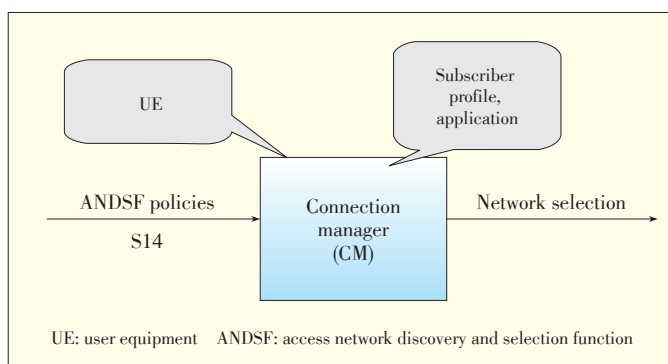 UE
Subscriber
profile,
application
ANDSF policies
S14
Connection
manager
(CM)
Network selection
UE: user equipment ANDSF: access network discovery and selection function